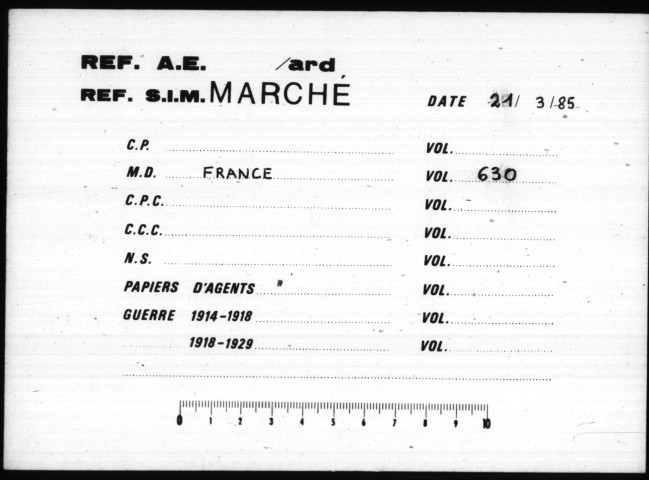 REF. A.E. /ard
REF. S.I.M. MARCHÉ
DATE 21/ 3/85
C.P. VOL.
M.D. FRANCE VOL. 630
C.P.C. VOL.
C.C.C. VOL.
N.S. VOL.
PAPIERS D'AGENTS VOL.
GUERRE 1914-1918 VOL.
1918-1929 VOL.
0 1 2 3 4 5 6 7 8 9 10